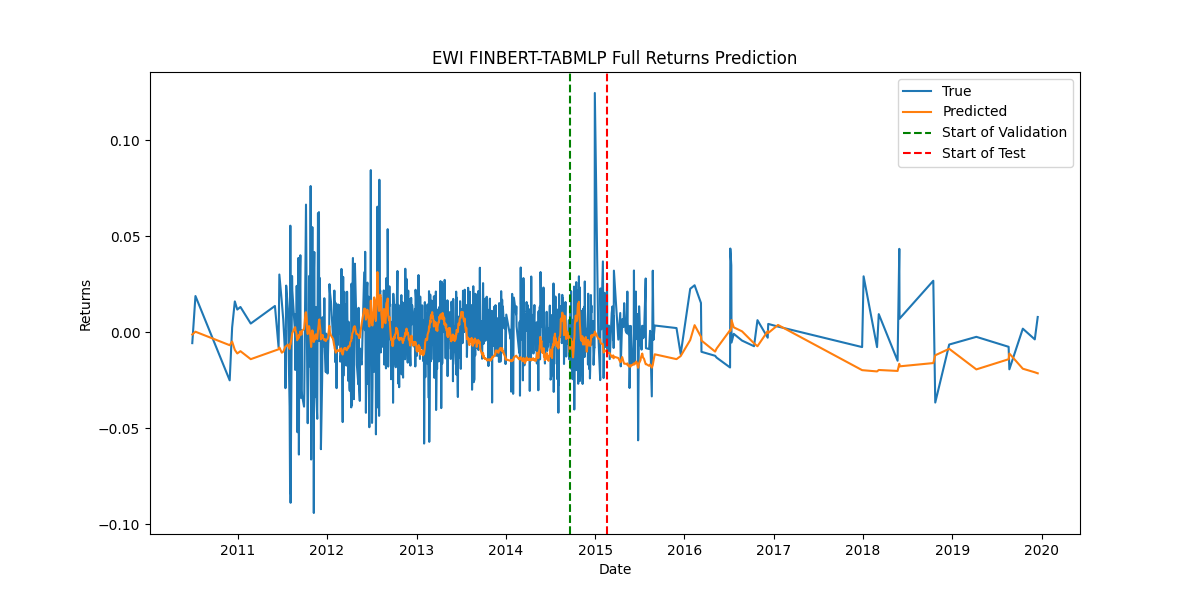 EWI FINBERT-TABMLP Full Returns Prediction
True
Predicted
Start of Validation
Start of Test
Returns
0.10
0.05
0.00
−0.05
−0.10
2011 2012 2013 2014 2015 2016 2017 2018 2019 2020
Date